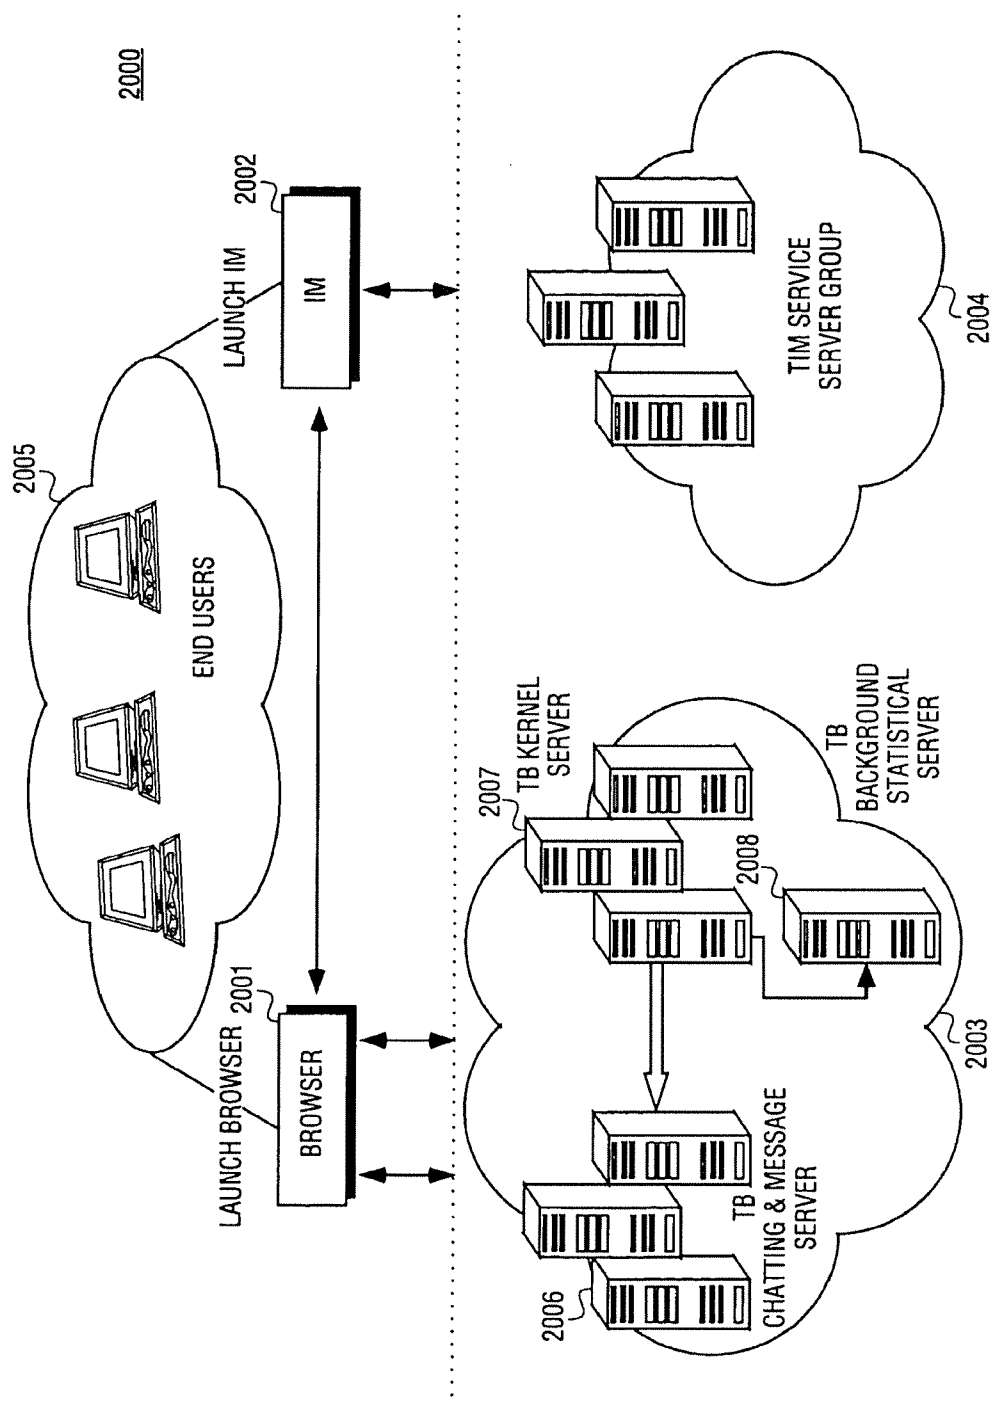 2000
2005
END USERS
LAUNCH BROWSER
2001
BROWSER
LAUNCH IM
2002
IM
2007
TB KERNEL
SERVER
2006
TB
CHATTING & MESSAGE
SERVER
2008
TB
BACKGROUND
STATISTICAL
SERVER
2003
TIM SERVICE
SERVER GROUP
2004